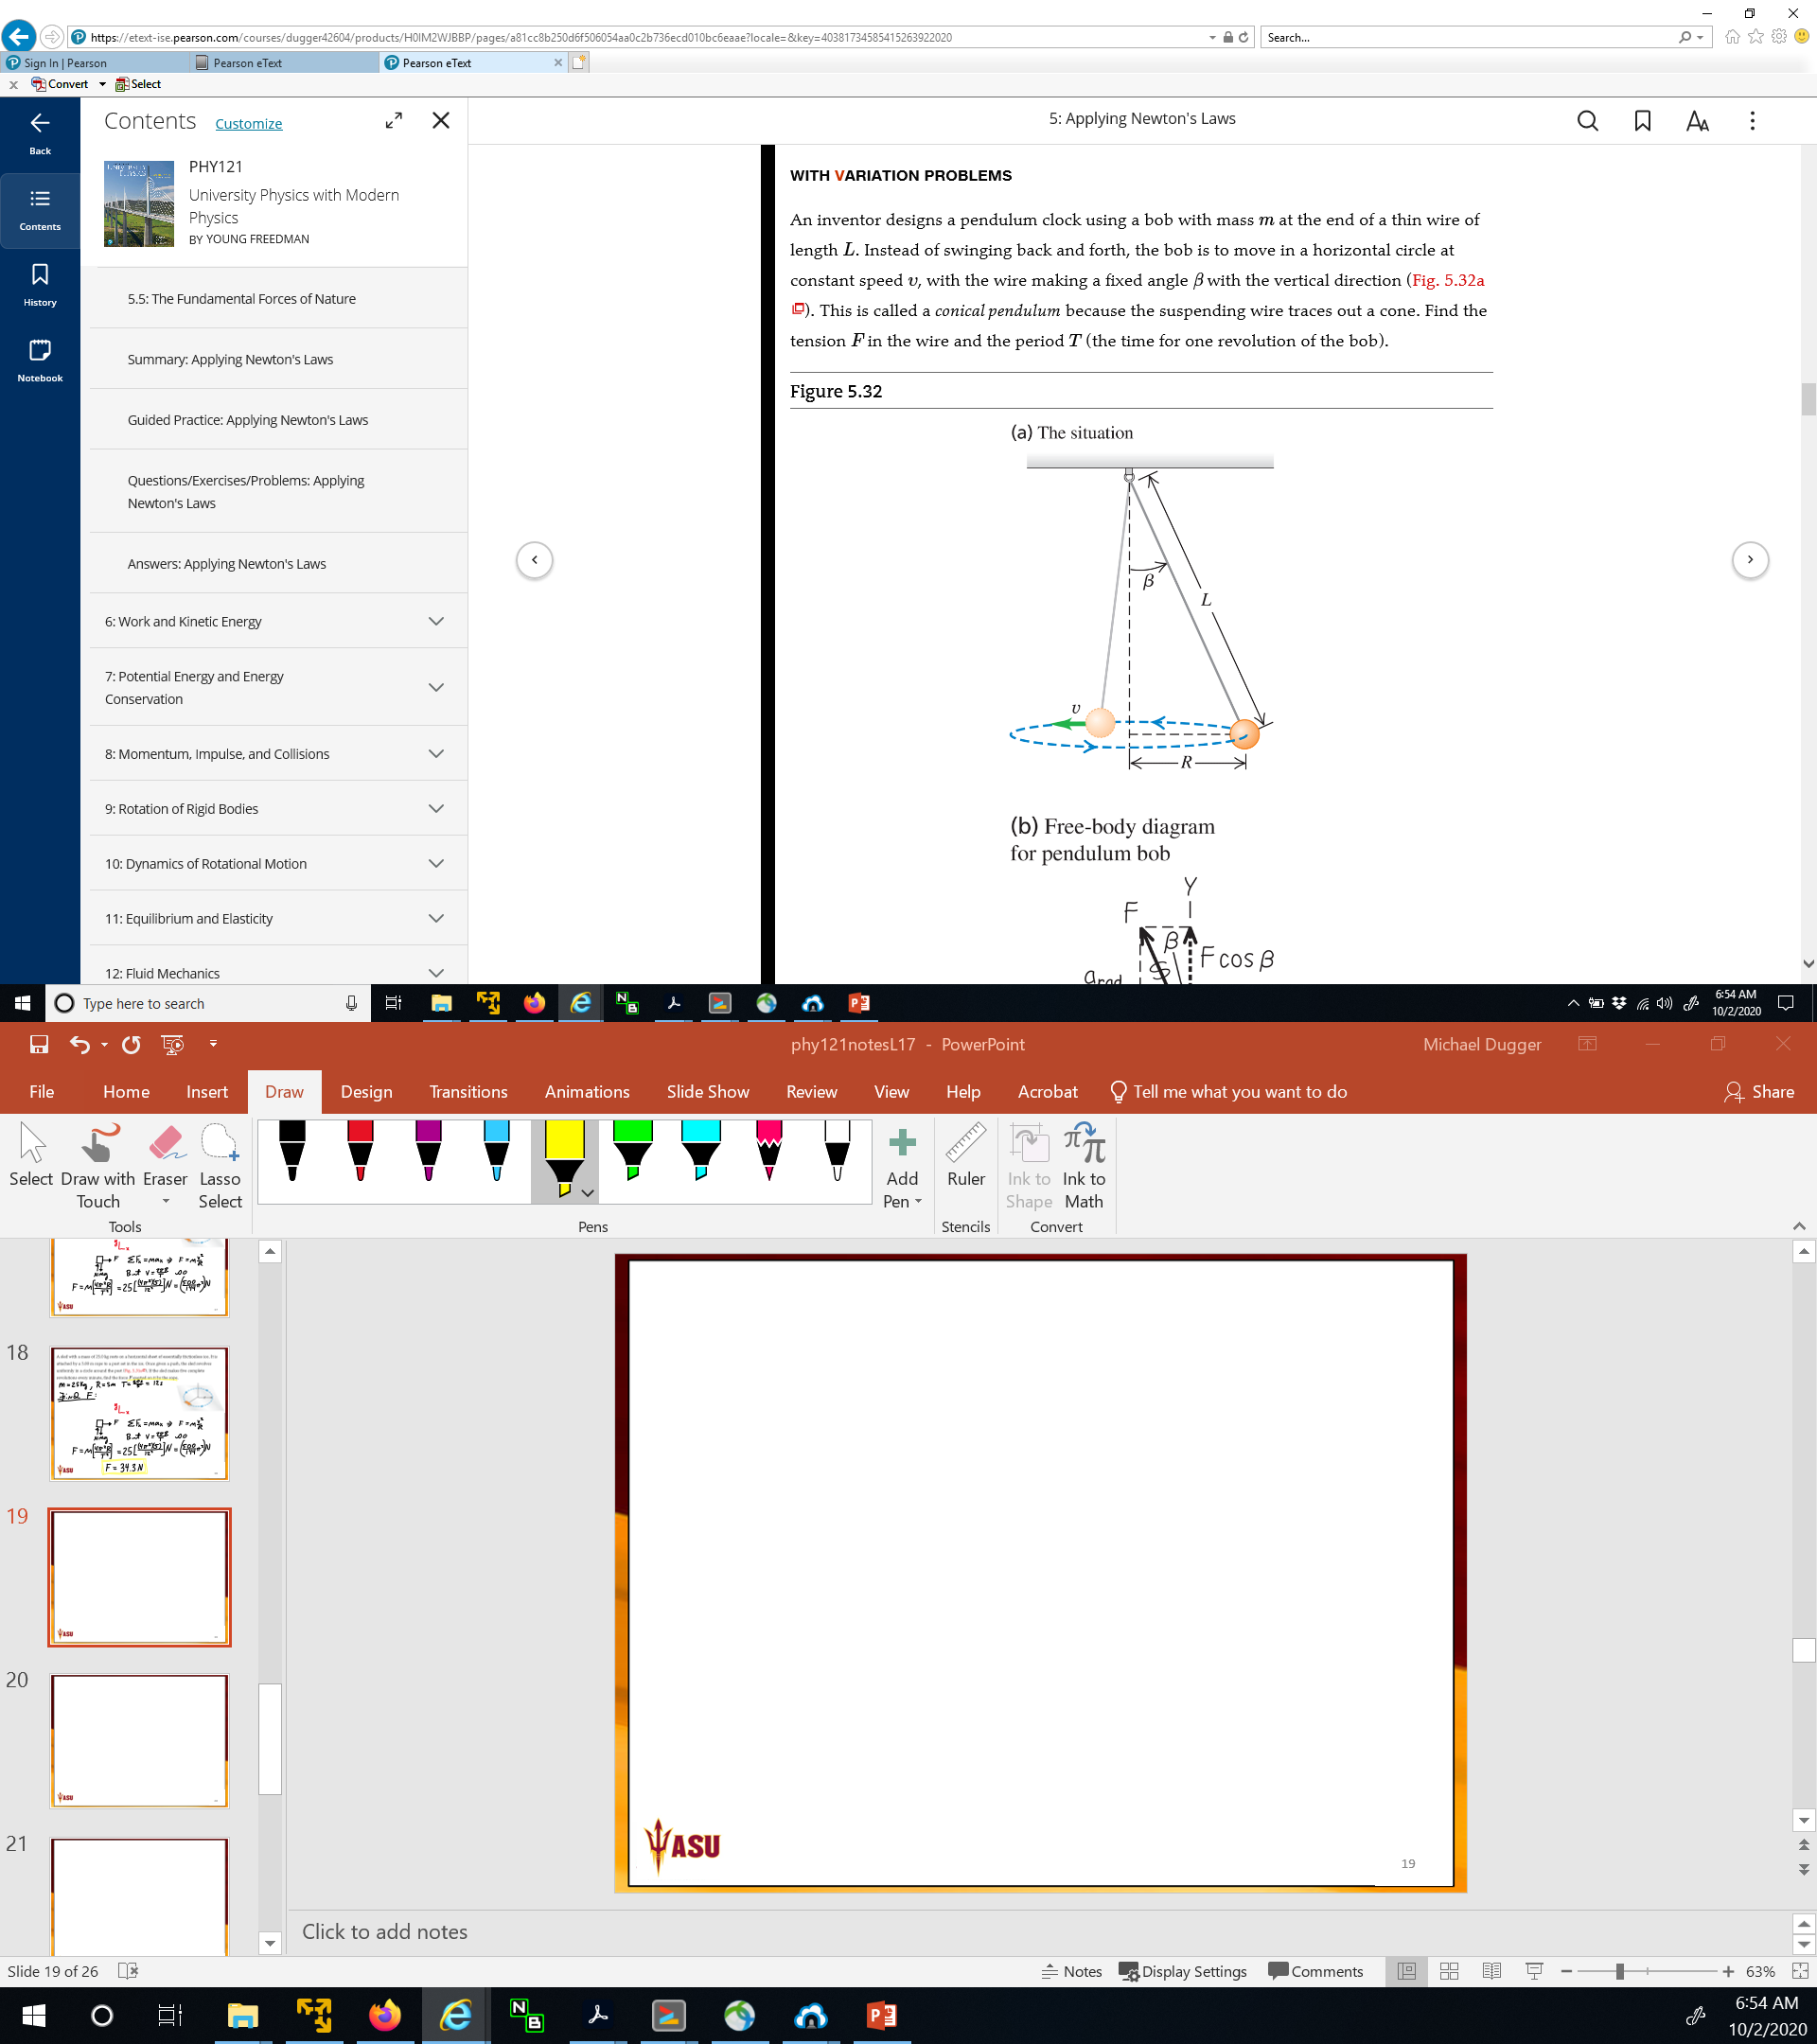 https://etext-ise.pearson.com/courses/dugger42604/products/H0IM2WJBBP/pages/a81cc8b250d6f506054aa0c2b736ecd010bc6eaae?locale=&key=40381734585415263922020
Search...
Sign In | Pearson
Pearson eText
Pearson eText
Convert
Select
Back
Contents
History
Notebook
Contents
Customize
PHY121
University Physics with Modern
Physics
BY YOUNG FREEDMAN
5.5: The Fundamental Forces of Nature
Summary: Applying Newton's Laws
Guided Practice: Applying Newton's Laws
Questions/Exercises/Problems: Applying
Newton's Laws
Answers: Applying Newton's Laws
6: Work and Kinetic Energy
7: Potential Energy and Energy
Conservation
8: Momentum, Impulse, and Collisions
9: Rotation of Rigid Bodies
10: Dynamics of Rotational Motion
11: Equilibrium and Elasticity
12: Fluid Mechanics
5: Applying Newton's Laws
WITH VARIATION PROBLEMS
An inventor designs a pendulum clock using a bob with mass m at the end of a thin wire of
length L. Instead of swinging back and forth, the bob is to move in a horizontal circle at
constant speed v, with the wire making a fixed angle β with the vertical direction (Fig. 5.32a
). This is called a conical pendulum because the suspending wire traces out a cone. Find the
tension F in the wire and the period T (the time for one revolution of the bob).
Figure 5.32
(a) The situation
β
L
v
R
(b) Free-body diagram
for pendulum bob
Y
F
β
F cos β
arad
Type here to search
6:54 AM
10/2/2020
phy121notesL17 - PowerPoint
Michael Dugger
File Home Insert Draw Design Transitions Animations Slide Show Review View Help Acrobat Tell me what you want to do
Share
Select
Draw with
Touch
Eraser
Lasso
Select
Add
Pen
Ruler
Ink to
Shape
Ink to
Math
Tools
Pens
Stencils
Convert
18
F = 34.3N
19
20
21
ASU
19
Click to add notes
Slide 19 of 26
Notes
Display Settings
Comments
63%
6:54 AM
10/2/2020